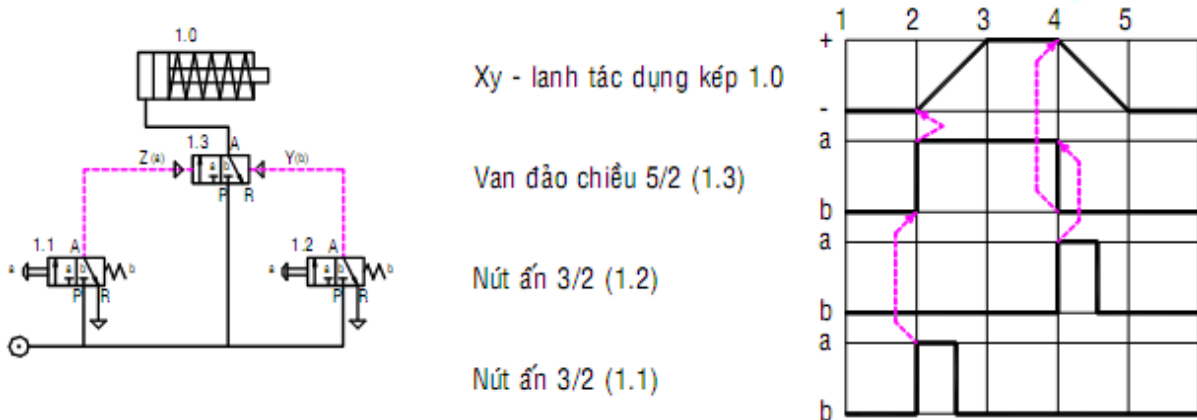 1.0
1.3
A
Z(a)
a
b
Y(b)
P
R
1.1
A
a
a
b
b
P
R
1.2
A
a
a
b
b
P
R
Xy - lanh tác dụng kép 1.0
Van đảo chiều 5/2 (1.3)
Nút ấn 3/2 (1.2)
Nút ấn 3/2 (1.1)
1 2 3 4 5
+
-
a
b
a
b
a
b